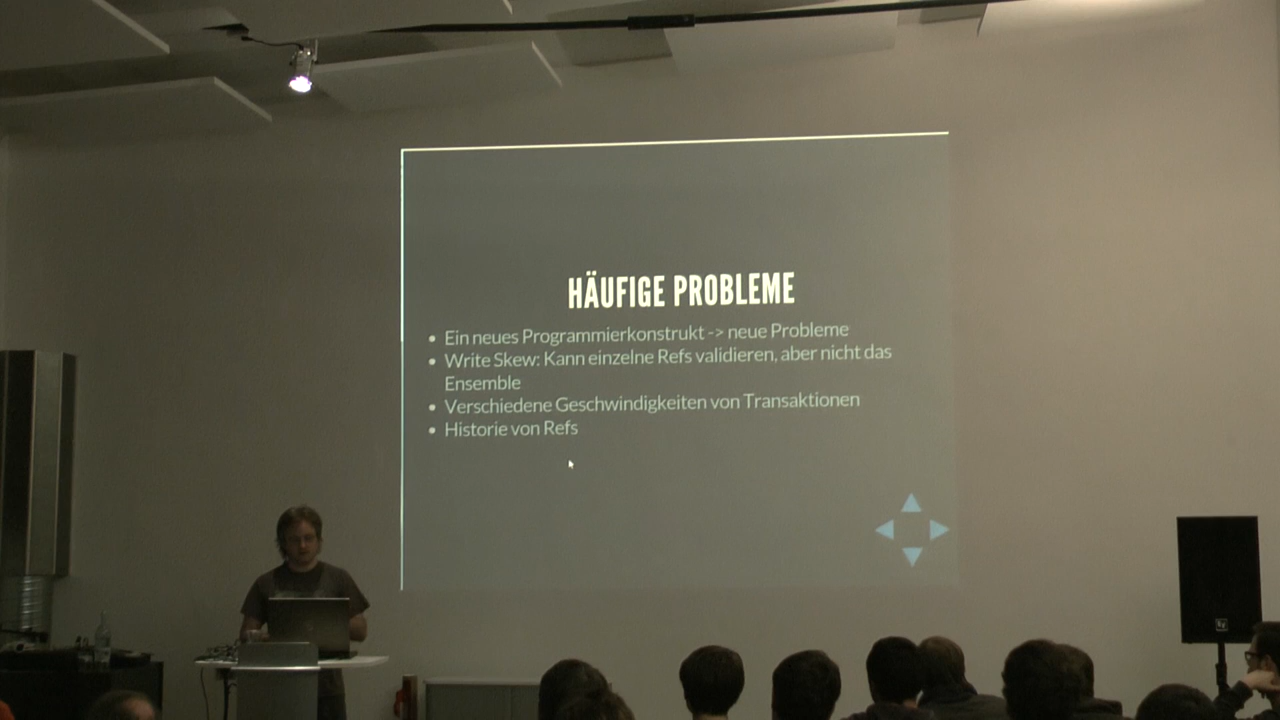 HÄUFIGE PROBLEME
• Ein neues Programmierkonstrukt -> neue Probleme
• Write Skew: Kann einzelne Refs validieren, aber nicht das
Ensemble
• Verschiedene Geschwindigkeiten von Transaktionen
• Historie von Refs